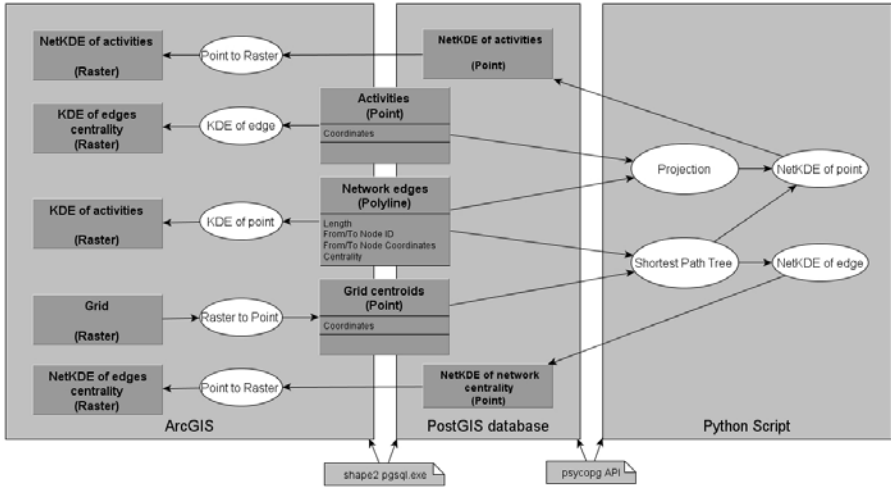 NetKDE of activities
(Raster)
Point to Raster
NetKDE of activities
(Point)
KDE of edges
centrality
(Raster)
KDE of edge
Activities
(Point)
Coordinates
Projection
NetKDE of point
KDE of activities
(Raster)
KDE of point
Network edges
(Polyline)
Length
From/To Node ID
From/To Node Coordinates
Centrality
Shortest Path Tree
NetKDE of edge
Grid
(Raster)
Raster to Point
Grid centroids
(Point)
Coordinates
NetKDE of edges
centrality
(Raster)
Point to Raster
NetKDE of network
centrality
(Point)
ArcGIS
PostGIS database
Python Script
shape2 pgsql.exe
psycopg API